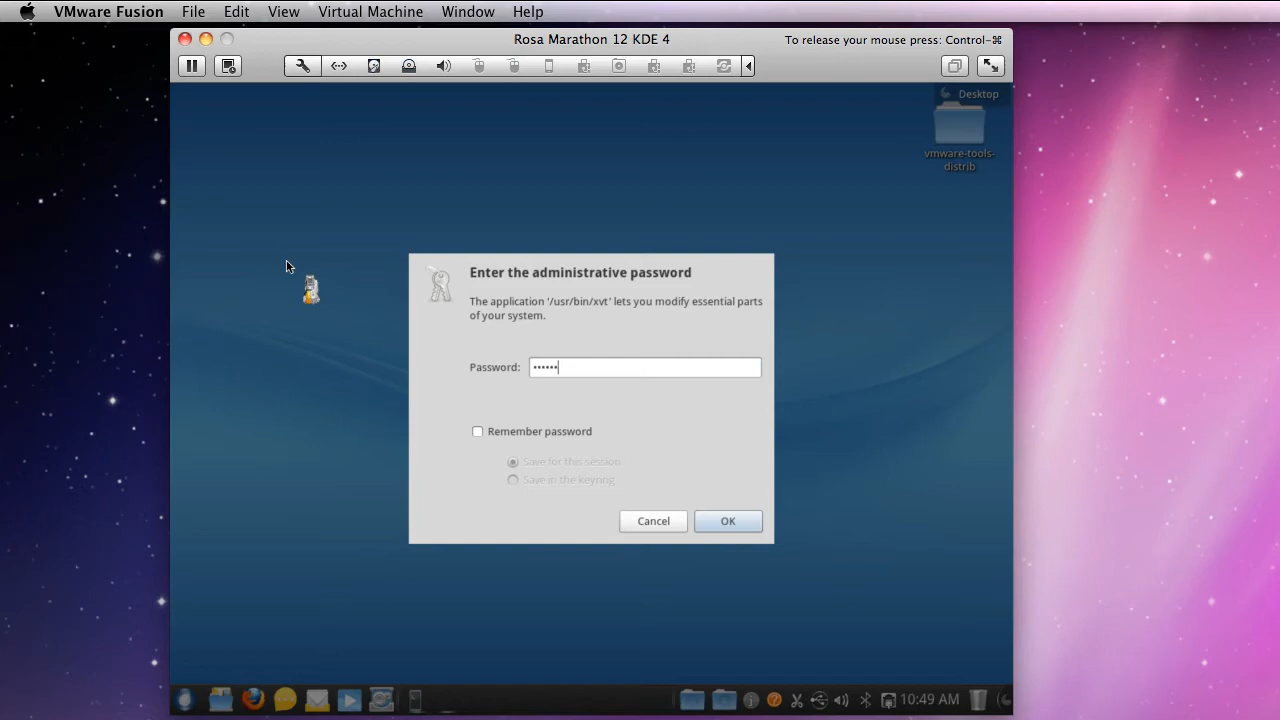 VMware Fusion File Edit View Virtual Machine Window Help
Rosa Marathon 12 KDE 4
To release your mouse press: Control-⌘
Desktop
vmware-tools-
distrib
Enter the administrative password
The application '/usr/bin/xvt' lets you modify essential parts
of your system.
Password: ••••••
Remember password
Save for this session
Save in the keyring
Cancel OK
10:49 AM